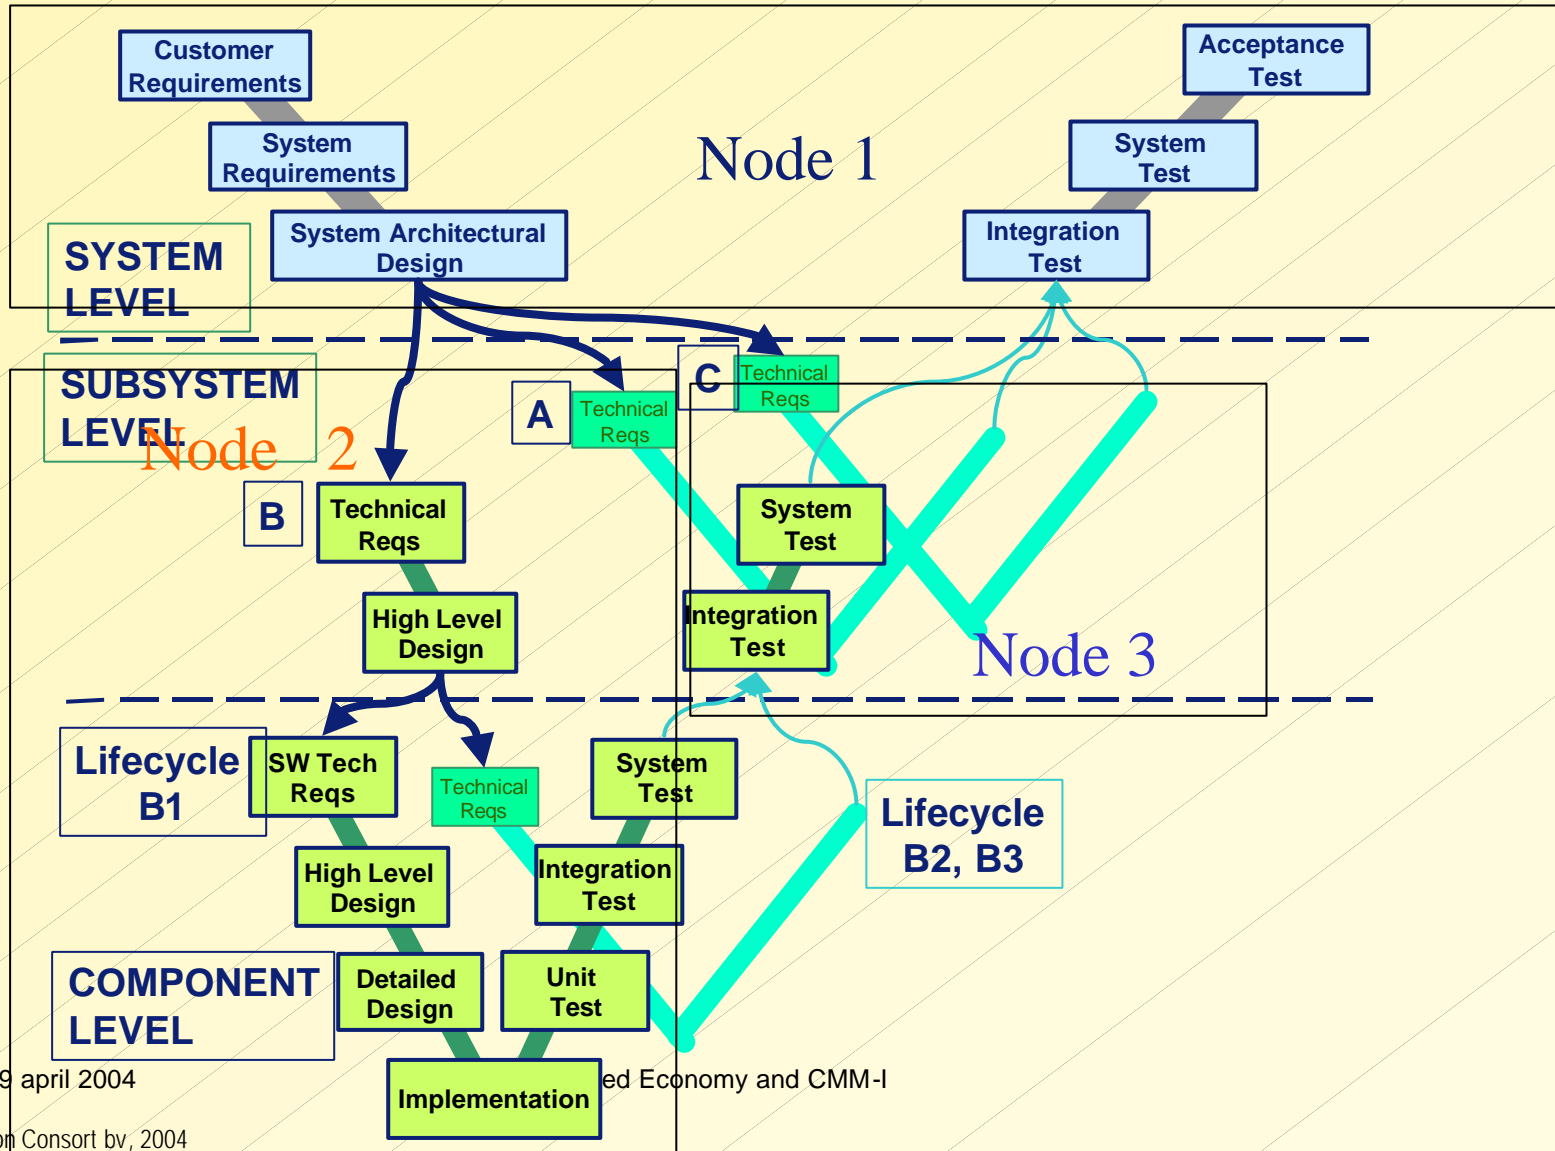 Customer
Requirements
Acceptance
Test
System
Requirements
Node 1
System
Test
SYSTEM
LEVEL
System Architectural
Design
Integration
Test
SUBSYSTEM
LEVEL
Node 2
A
Technical
Reqs
C
Technical
Reqs
B
Technical
Reqs
System
Test
High Level
Design
Integration
Test
Node 3
Lifecycle
B1
SW Tech
Reqs
Technical
Reqs
System
Test
Lifecycle
B2, B3
High Level
Design
Integration
Test
COMPONENT
LEVEL
Detailed
Design
Unit
Test
Implementation
9 april 2004
ed Economy and CMM-I
on Consort bv, 2004